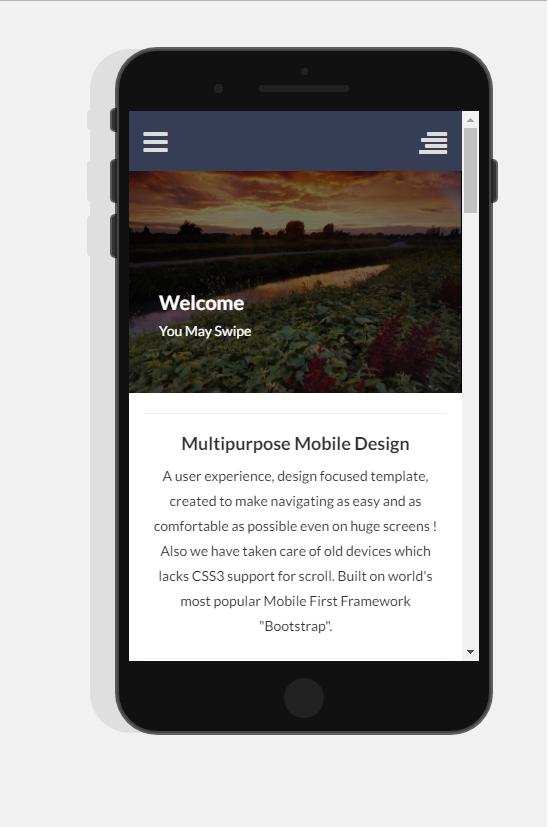 Welcome
You May Swipe
Multipurpose Mobile Design
A user experience, design focused template,
created to make navigating as easy and as
comfortable as possible even on huge screens !
Also we have taken care of old devices which
lacks CSS3 support for scroll. Built on world's
most popular Mobile First Framework
"Bootstrap".